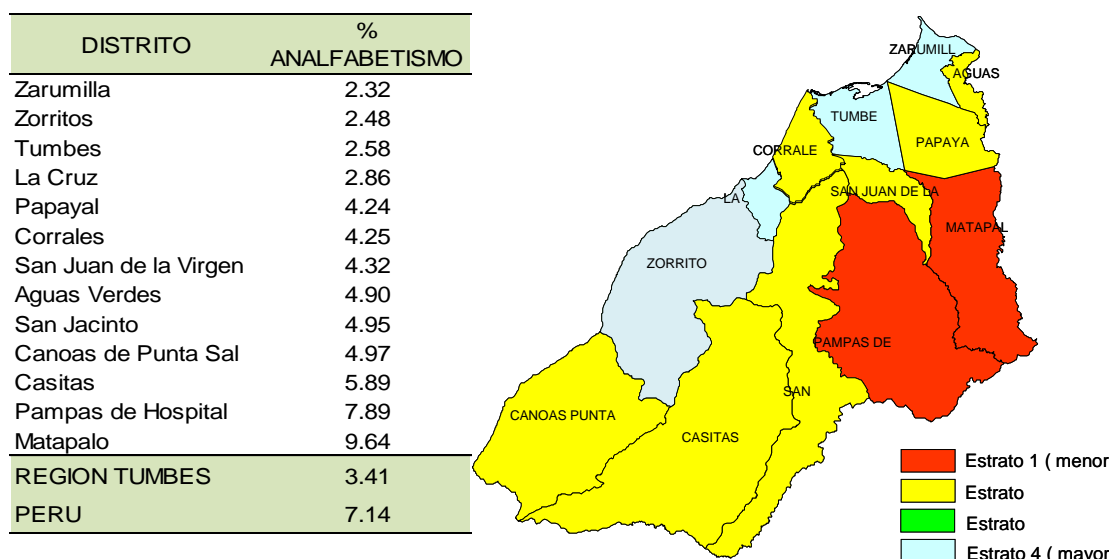 DISTRITO % ANALFABETISMO
Zarumilla 2.32
Zorritos 2.48
Tumbes 2.58
La Cruz 2.86
Papayal 4.24
Corrales 4.25
San Juan de la Virgen 4.32
Aguas Verdes 4.90
San Jacinto 4.95
Canoas de Punta Sal 4.97
Casitas 5.89
Pampas de Hospital 7.89
Matapalo 9.64
REGION TUMBES 3.41
PERU 7.14
ZARUMILL
AGUAS
TUMBE
PAPAYA
CORRALE
LA
SAN JUAN DE LA
MATAPAL
ZORRITO
PAMPAS DE
SAN
CANOAS PUNTA
CASITAS
Estrato 1 ( menor
Estrato
Estrato
Estrato 4 ( mayor